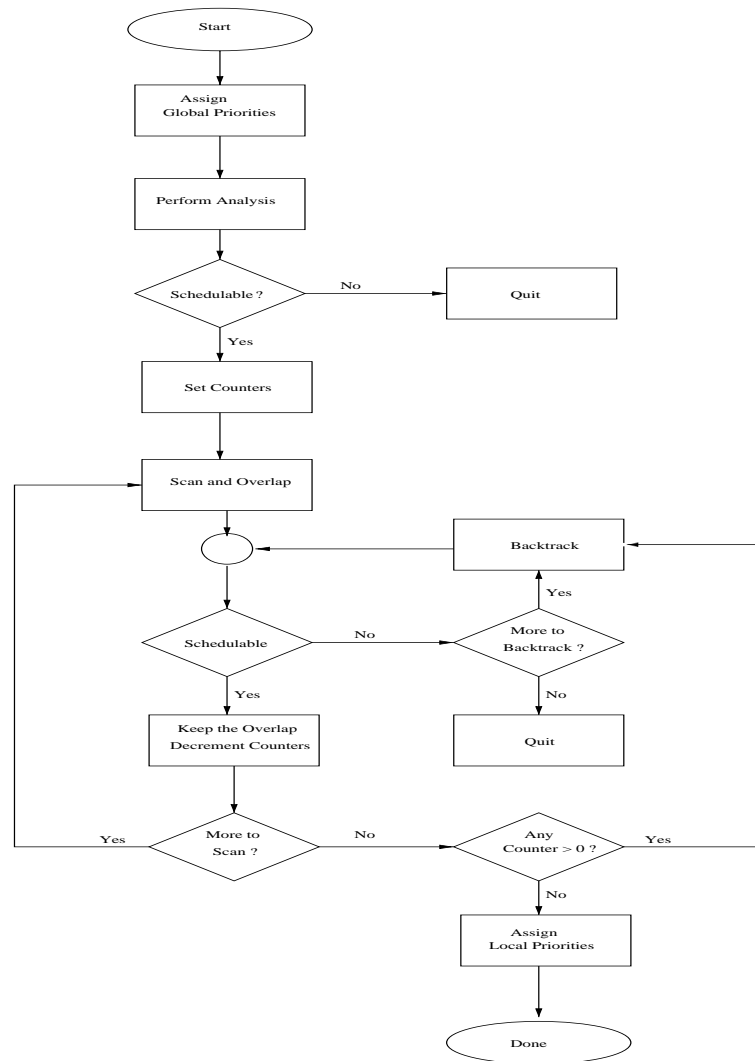 Start
Assign
Global Priorities
Perform Analysis
Schedulable ?
No
Quit
Yes
Set Counters
Scan and Overlap
Backtrack
Yes
Schedulable
No
More to
Backtrack ?
Yes
No
Keep the Overlap
Decrement Counters
Quit
Yes
More to
Scan ?
No
Any
Counter > 0 ?
Yes
No
Assign
Local Priorities
Done